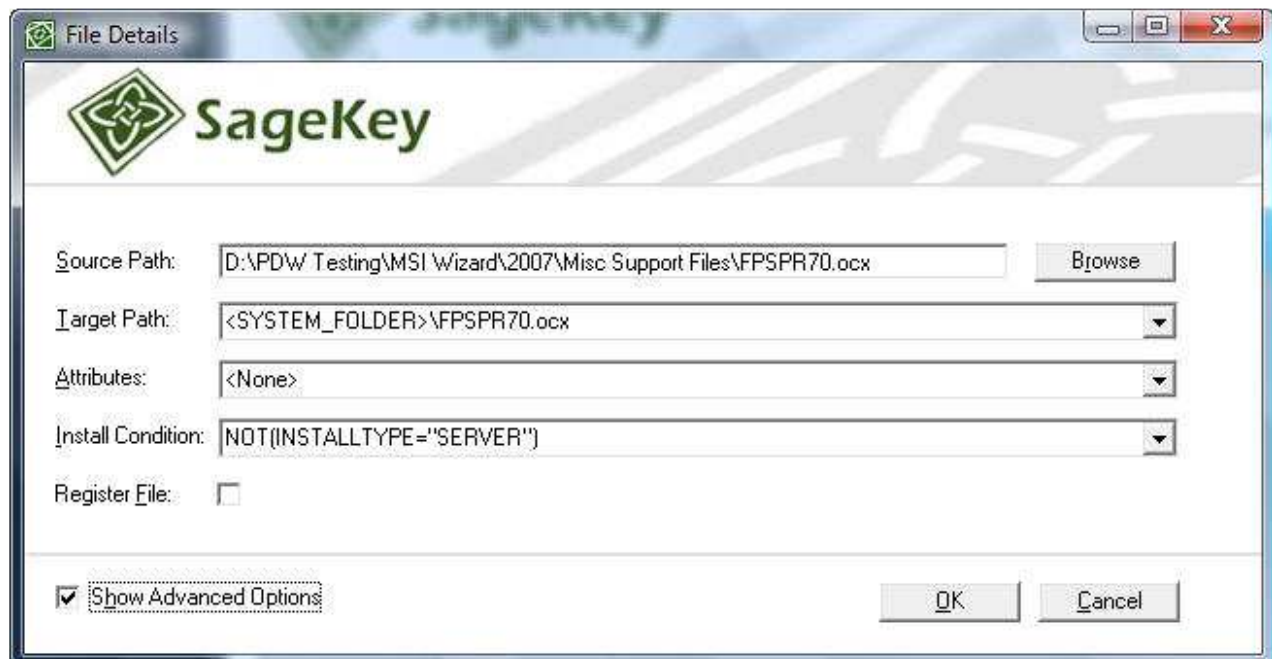 File Details
SageKey
SageKey
Source Path: D:\PDW Testing\MSI Wizard\2007\Misc Support Files\FPSPR70.ocx Browse
Target Path: <SYSTEM_FOLDER>\FPSPR70.ocx
Attributes: <None>
Install Condition: NOT(INSTALLTYPE="SERVER")
Register File:
Show Advanced Options OK Cancel